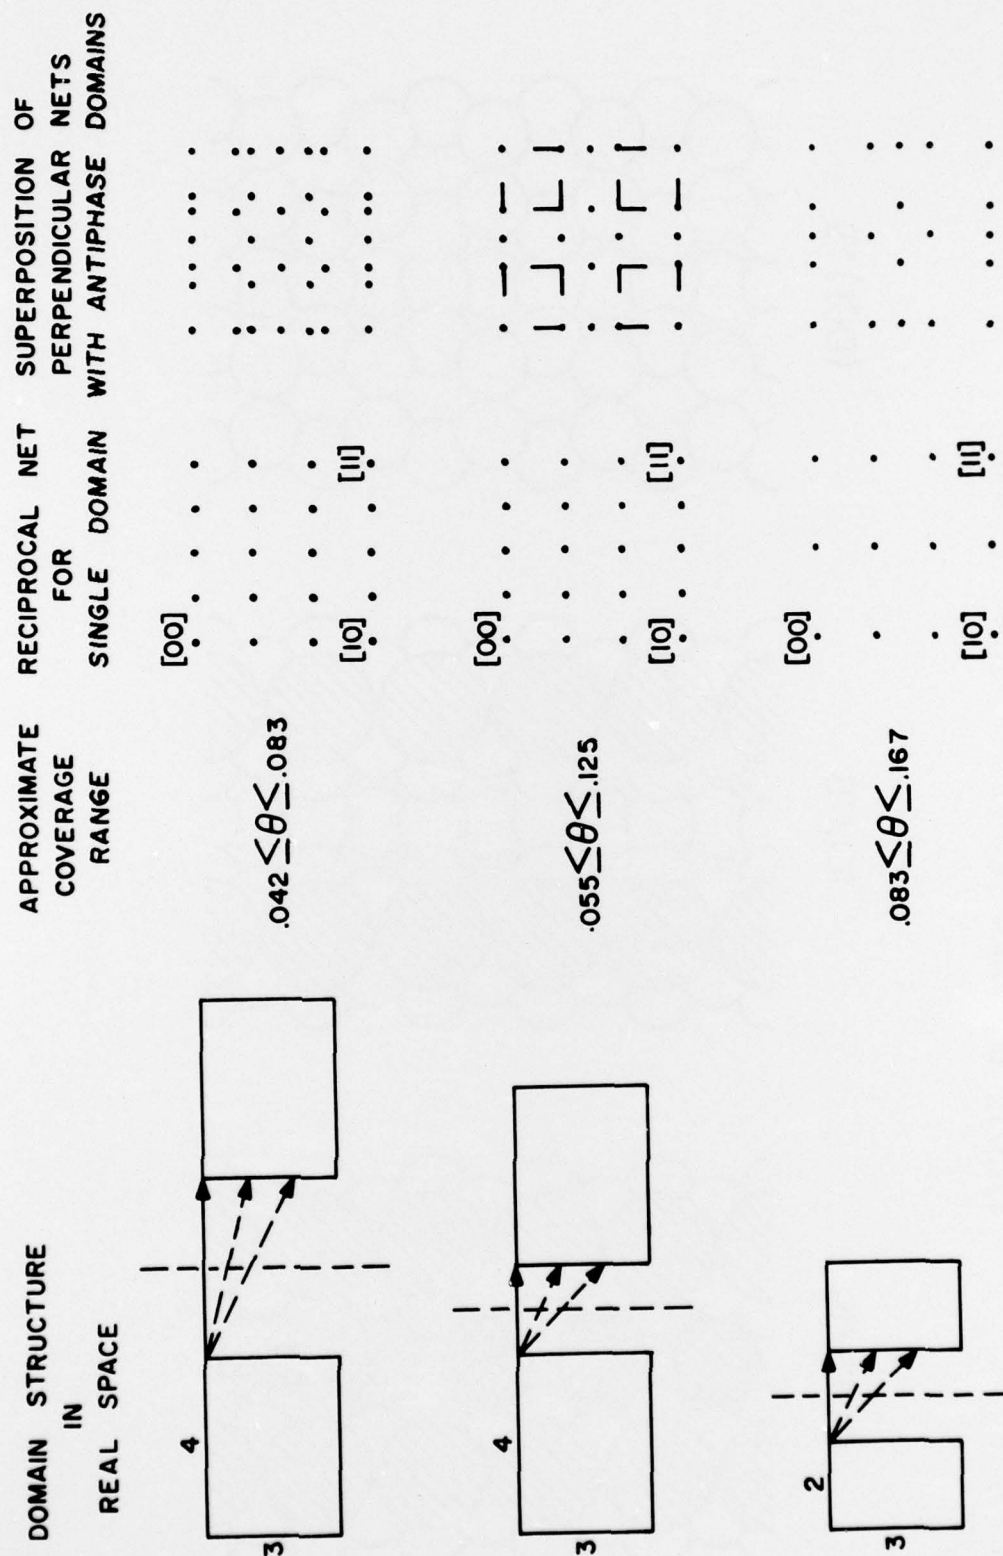 DOMAIN STRUCTURE
IN
REAL SPACE
APPROXIMATE
COVERAGE
RANGE
RECIPROCAL NET
FOR
SINGLE DOMAIN
SUPERPOSITION OF
PERPENDICULAR NETS
WITH ANTIPHASE DOMAINS
4
3
.042≤θ≤.083
[00]
[10]
[11]
4
3
.055≤θ≤.125
[00]
[10]
[11]
2
3
.083≤θ≤.167
[00]
[10]
[11]